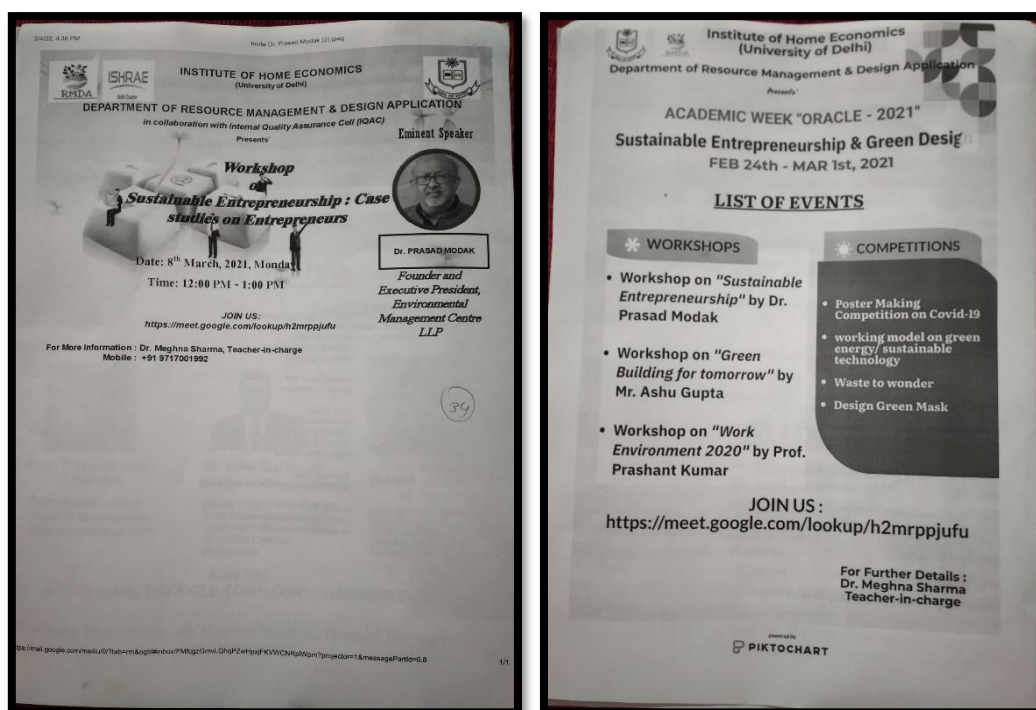 3/4/22, 4:36 PM
Invite Dr. Prasad Modak (2).jpeg
RMDA
ISHRAE
INSTITUTE OF HOME ECONOMICS
(University of Delhi)
DEPARTMENT OF RESOURCE MANAGEMENT & DESIGN APPLICATION
in collaboration with Internal Quality Assurance Cell (IQAC)
Presents'
Eminent Speaker
Workshop
on
Sustainable Entrepreneurship : Case
studies on Entrepreneurs
Date: 8th March, 2021, Monday
Time: 12:00 PM - 1:00 PM
Dr. PRASAD MODAK
Founder and
Executive President,
Environmental
Management Centre
LLP
JOIN US:
https://meet.google.com/lookup/h2mrppjufu
For More Information : Dr. Meghna Sharma, Teacher-in-charge
Mobile : +91 9717001992
34
1/1
Institute of Home Economics
(University of Delhi)
Department of Resource Management & Design Application
Presents'
ACADEMIC WEEK "ORACLE - 2021"
Sustainable Entrepreneurship & Green Design
FEB 24th - MAR 1st, 2021
LIST OF EVENTS
WORKSHOPS
• Workshop on "Sustainable
Entrepreneurship" by Dr.
Prasad Modak
• Workshop on "Green
Building for tomorrow" by
Mr. Ashu Gupta
• Workshop on "Work
Environment 2020" by Prof.
Prashant Kumar
COMPETITIONS
• Poster Making
Competition on Covid-19
• working model on green
energy/ sustainable
technology
• Waste to wonder
• Design Green Mask
JOIN US :
https://meet.google.com/lookup/h2mrppjufu
For Further Details :
Dr. Meghna Sharma
Teacher-in-charge
powered by
PIKTOCHART